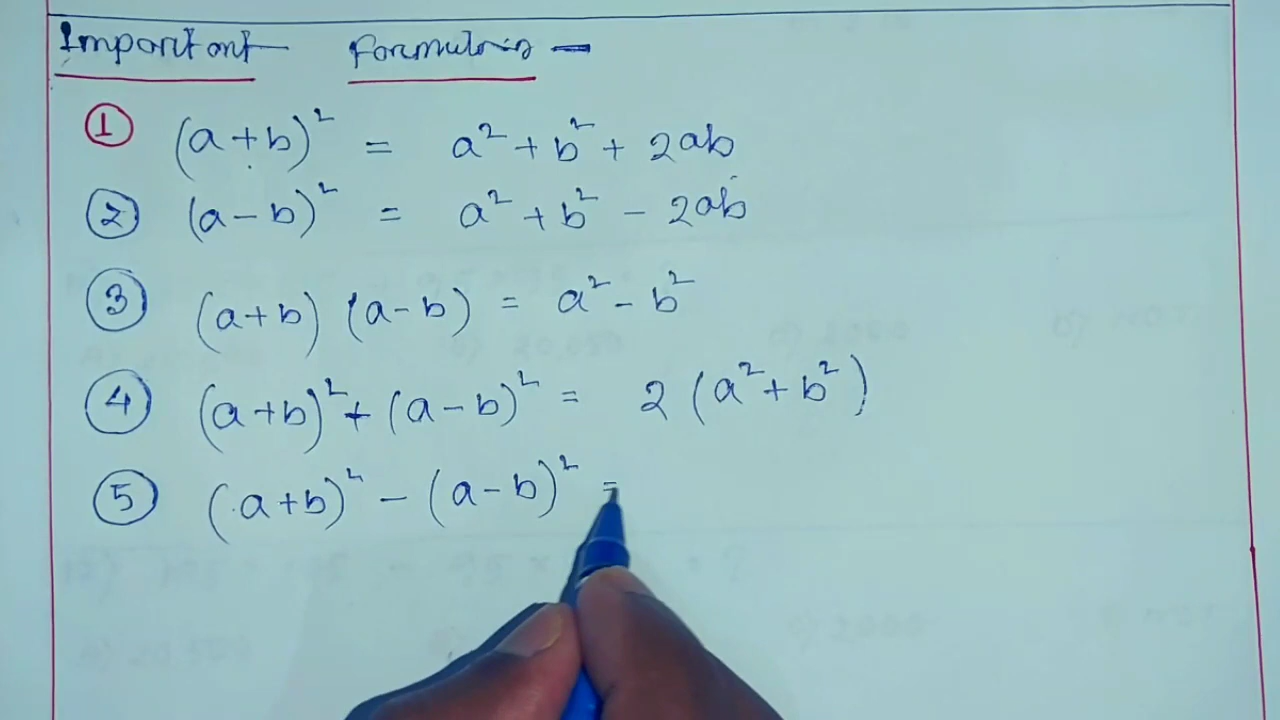 Important Formulas -
① (a+b)² = a² + b² + 2ab
② (a-b)² = a² + b² - 2ab
③ (a+b) (a-b) = a² - b²
④ (a+b)² + (a-b)² = 2 (a² + b²)
⑤ (a+b)² - (a-b)² =